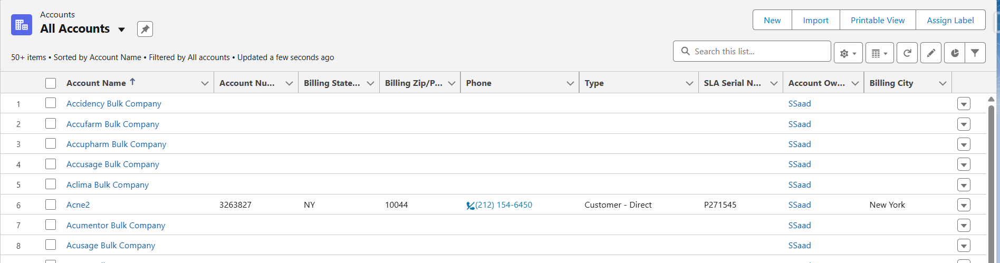 Accounts
All Accounts
New Import Printable View Assign Label
50+ items • Sorted by Account Name • Filtered by All accounts • Updated a few seconds ago
Search this list...
Account Name Account Nu... Billing State... Billing Zip/P... Phone Type SLA Serial N... Account Ow... Billing City
1 Accidency Bulk Company SSaad
2 Accufarm Bulk Company SSaad
3 Accupharm Bulk Company SSaad
4 Accusage Bulk Company SSaad
5 Aclima Bulk Company SSaad
6 Acne2 3263827 NY 10044 (212) 154-6450 Customer - Direct P271545 SSaad New York
7 Acumentor Bulk Company SSaad
8 Acusage Bulk Company SSaad